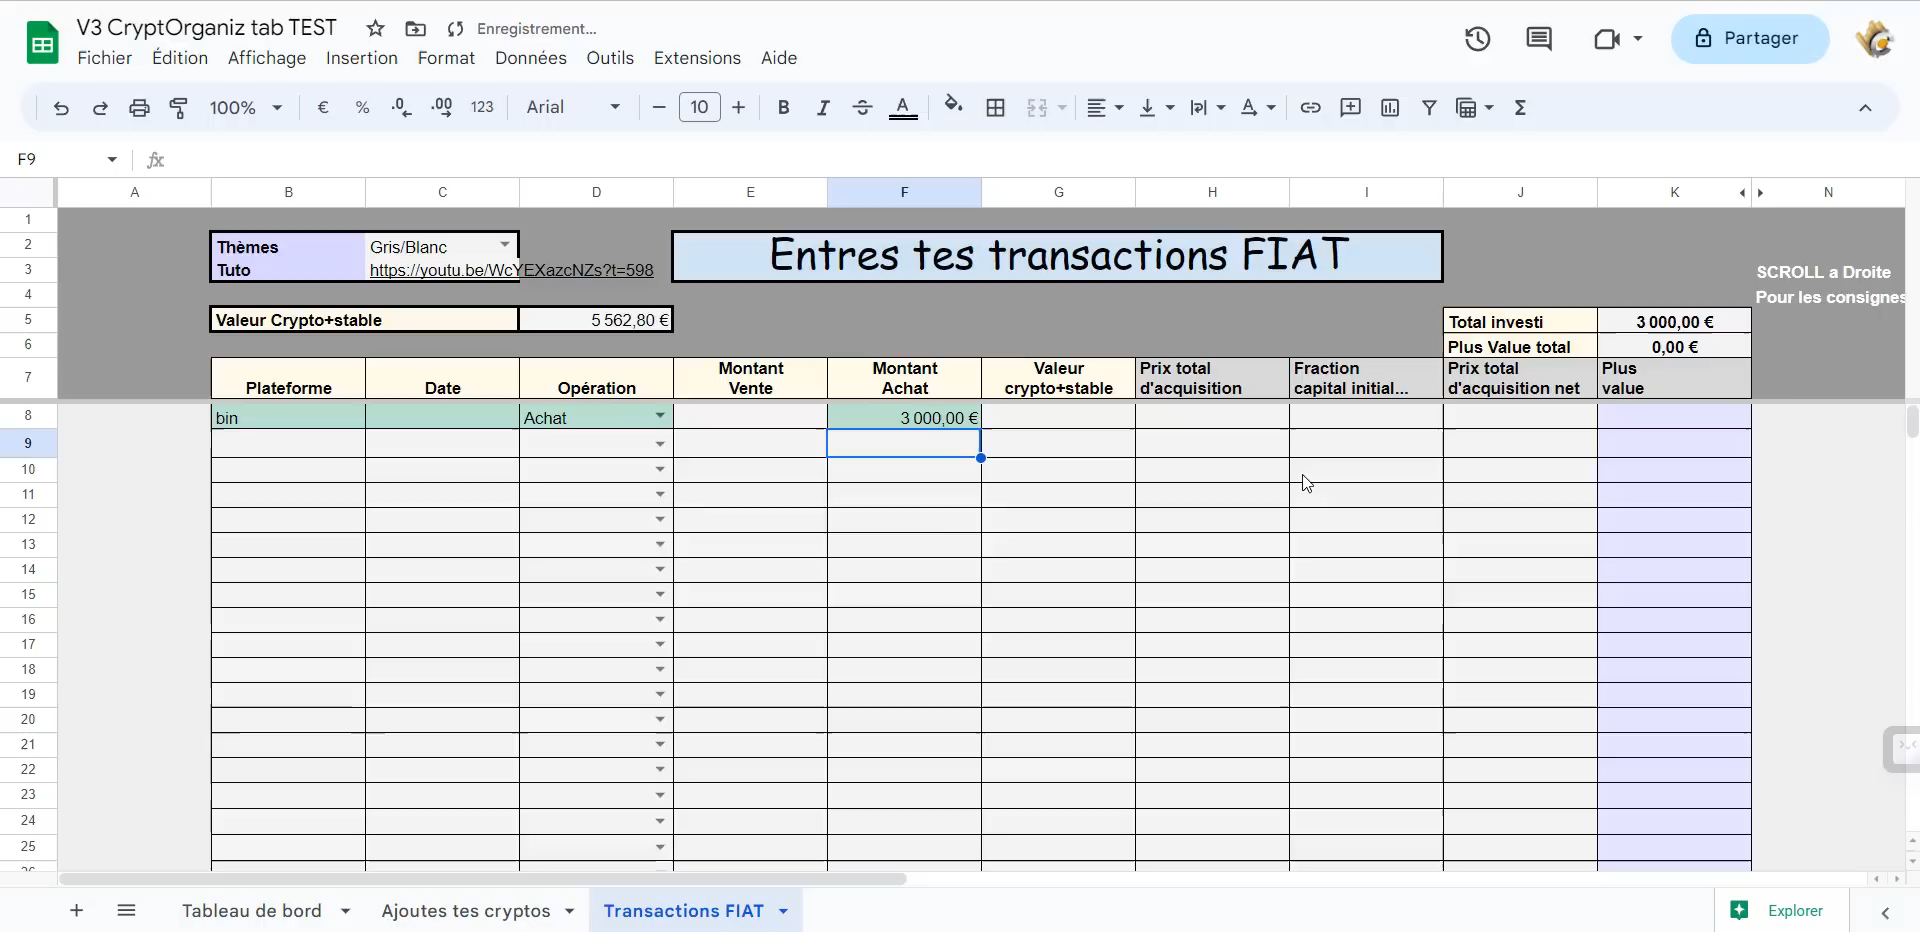 V3 CryptOrganiz tab TEST Enregistrement...
Fichier Édition Affichage Insertion Format Données Outils Extensions Aide
Partager
100% € % .0 .00 123 Arial 10 B I A
F9 fx
A B C D E F G H I J K N
1
2 Thèmes Gris/Blanc Entres tes transactions FIAT
3 Tuto https://youtu.be/WcYEXazcNZs?t=598
SCROLL a Droite
4 Pour les consignes
5 Valeur Crypto+stable 5 562,80 € Total investi 3 000,00 €
6 Plus Value total 0,00 €
7 Plateforme Date Opération Montant Vente Montant Achat Valeur crypto+stable Prix total d'acquisition Fraction capital initial... Prix total d'acquisition net Plus value
8 bin Achat 3 000,00 €
9
10
11
12
13
14
15
16
17
18
19
20
21
22
23
24
25
26
Tableau de bord Ajoutes tes cryptos Transactions FIAT Explorer